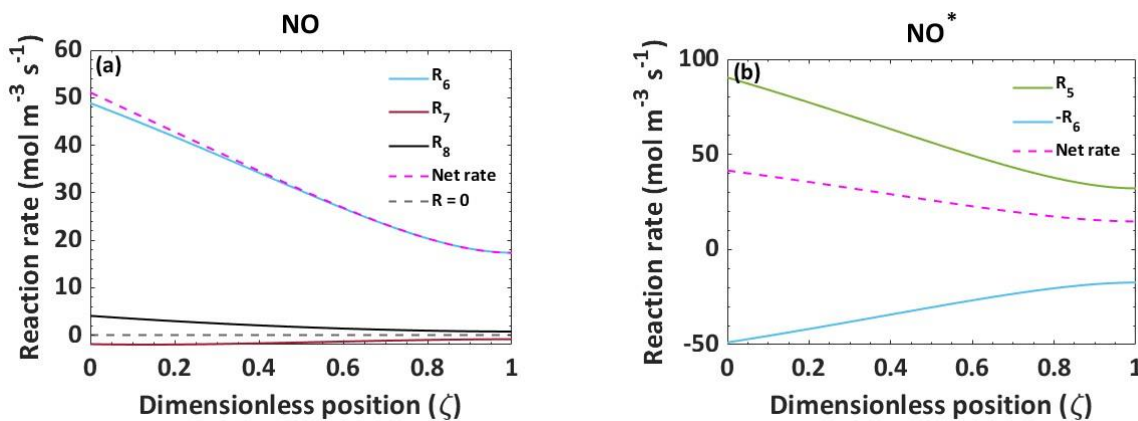 NO
(a)
60
50
40
30
20
10
0
R₆
R₇
R₈
Net rate
R = 0
Reaction rate (mol m⁻³ s⁻¹)
0 0.2 0.4 0.6 0.8 1
Dimensionless position (ζ)
NO*
(b)
100
50
0
-50
R₅
-R₆
Net rate
Reaction rate (mol m⁻³ s⁻¹)
0 0.2 0.4 0.6 0.8 1
Dimensionless position (ζ)